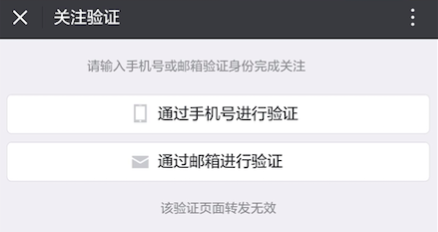 关注验证
请输入手机号或邮箱验证身份完成关注
通过手机号进行验证
通过邮箱进行验证
该验证页面转发无效